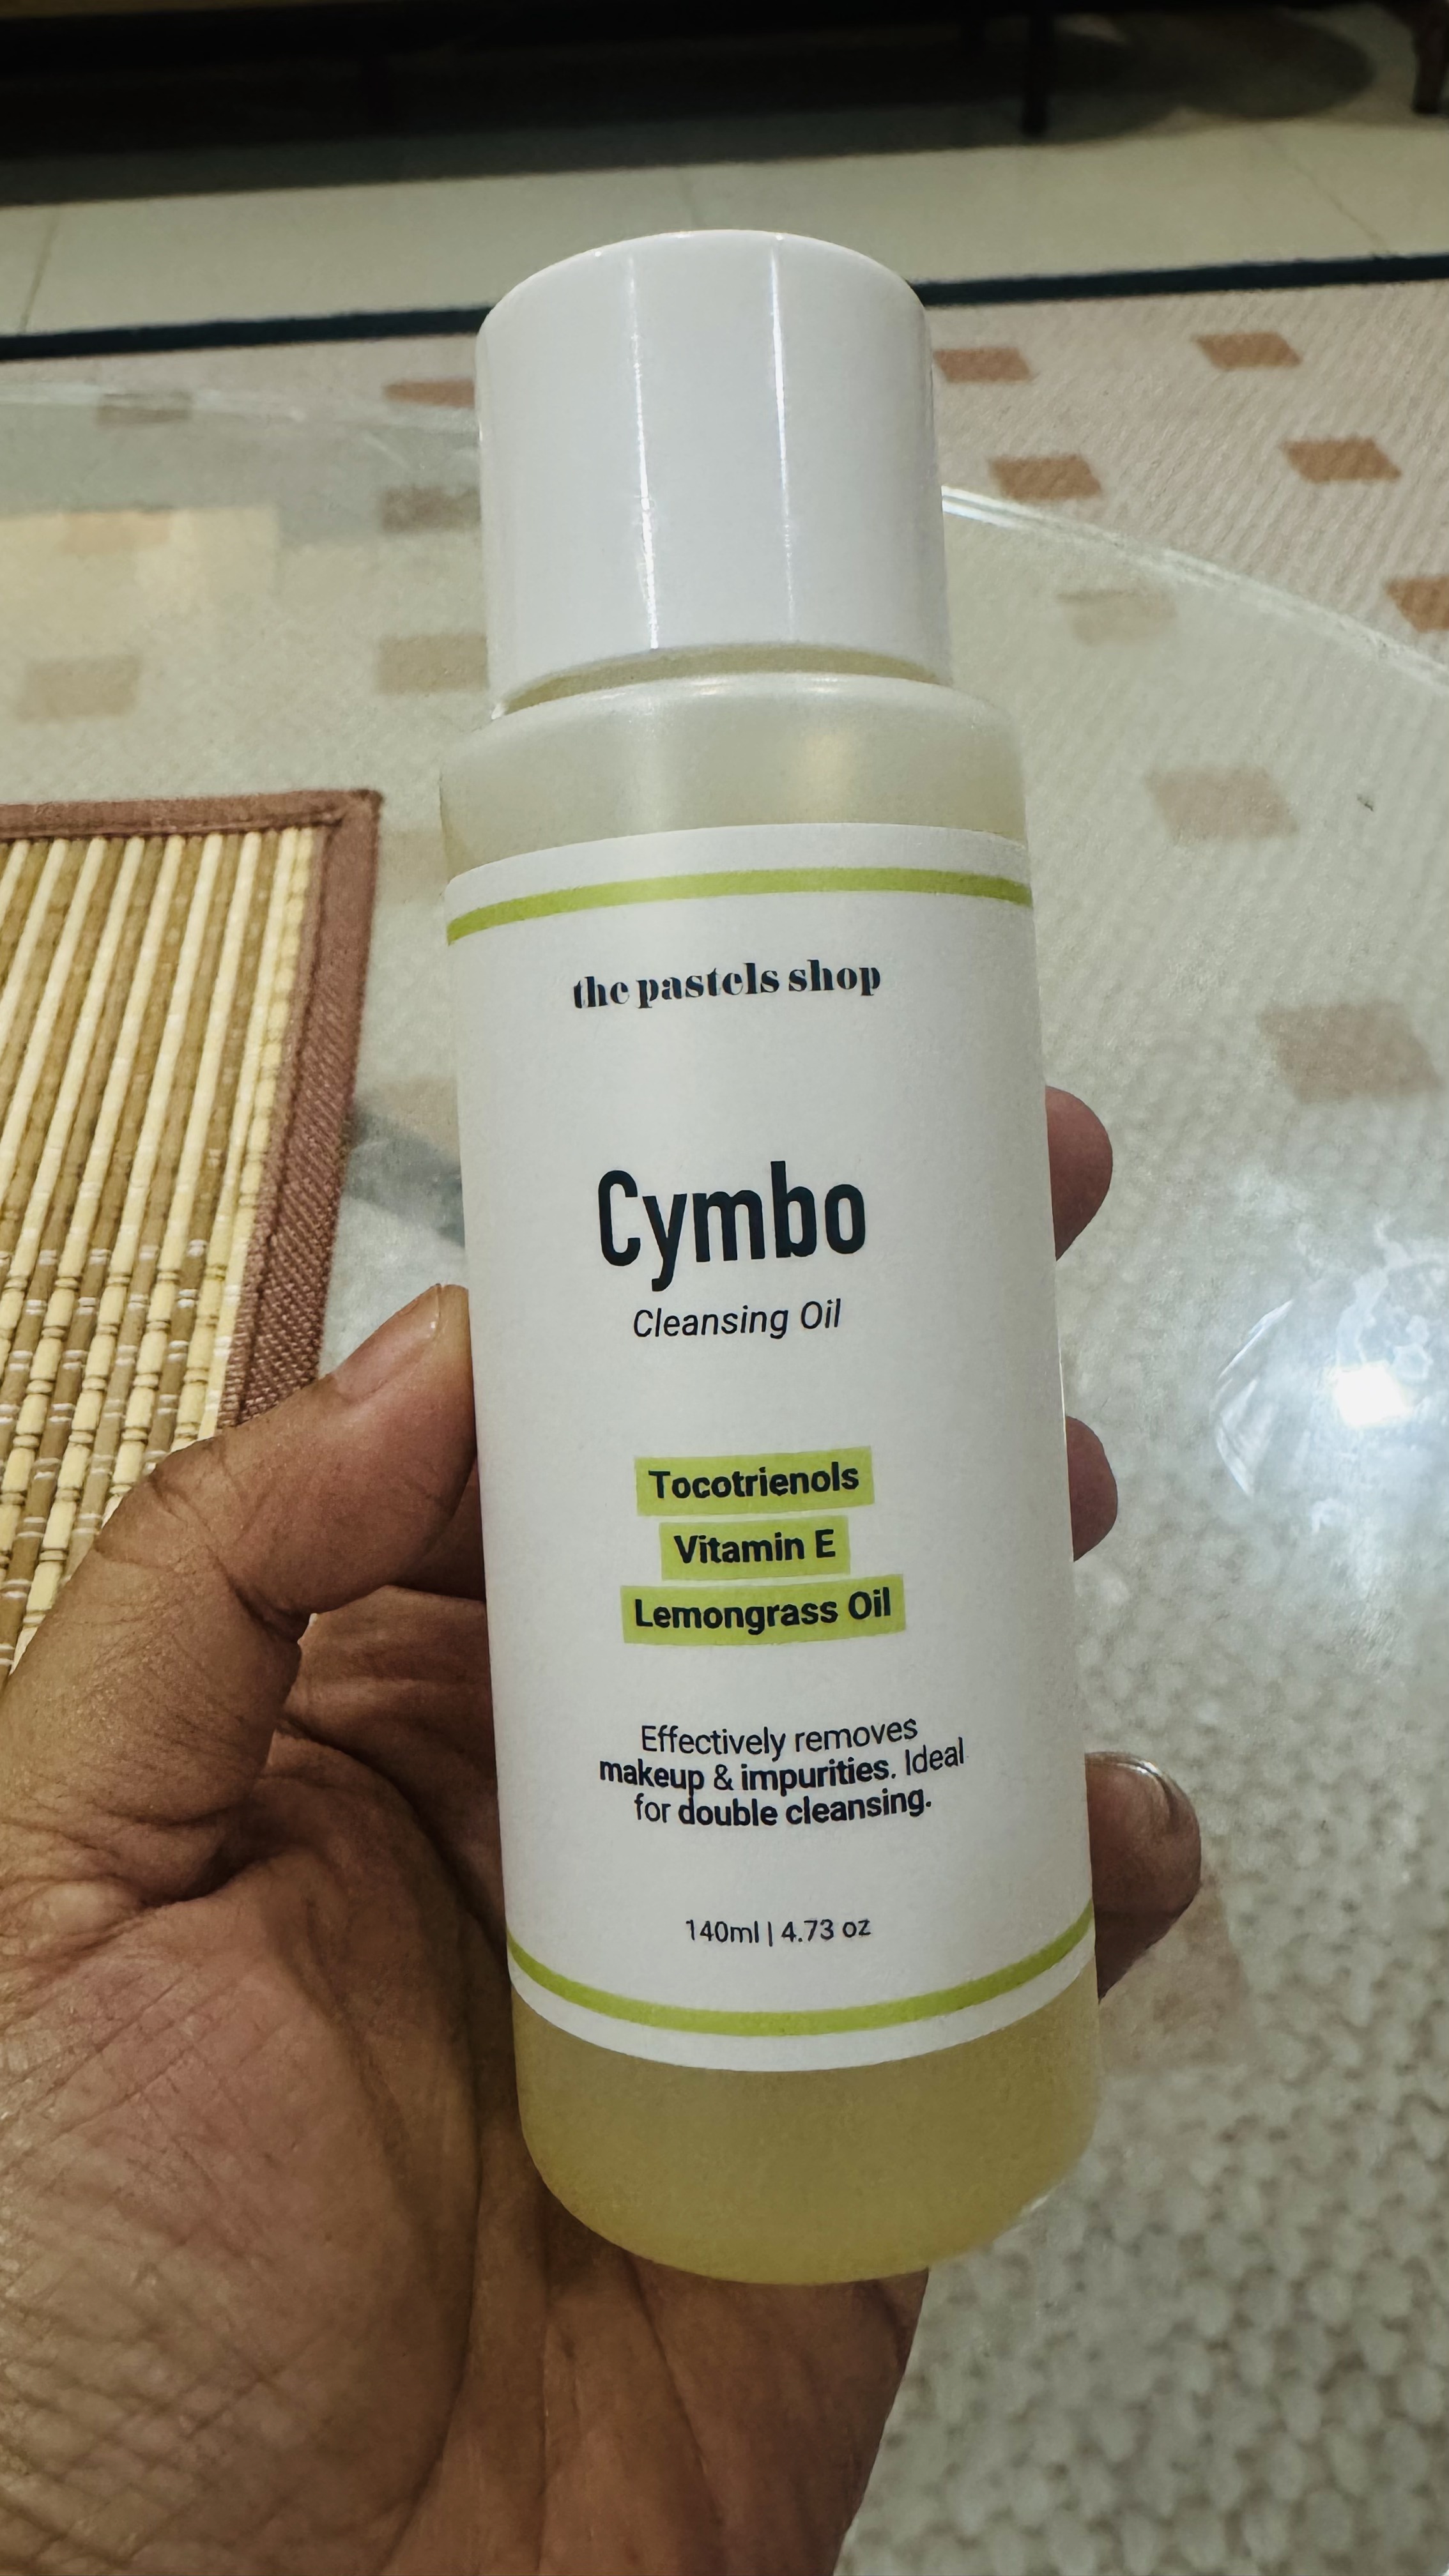 the pastels shop
Cymbo
Cleansing Oil
Tocotrienols
Vitamin E
Lemongrass Oil
Effectively removes
makeup & impurities. Ideal
for double cleansing.
140ml | 4.73 oz